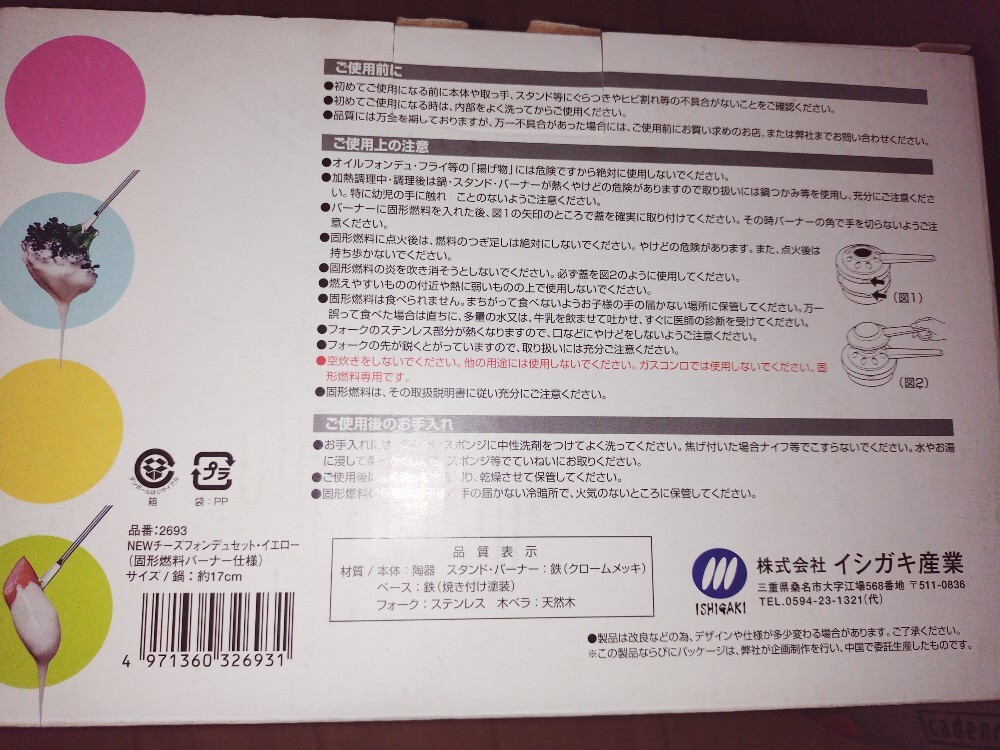 ご使用前に
●初めてご使用になる前に本体や取っ手、スタンド等にぐらつきやヒビ割れ等の不具合がないことをご確認ください。
●初めてご使用になる時は、内部をよく洗ってからご使用ください。
●品質には万全を期しておりますが、万一不具合があった場合には、ご使用前にお買い求めのお店、または弊社までお問い合わせください。
ご使用上の注意
●オイルフォンデュ・フライ等の「揚げ物」には危険ですから絶対に使用しないでください。
●加熱調理中・調理後は鍋・スタンド・バーナーが熱くやけどの危険がありますので取り扱いには鍋つかみ等を使用し、充分にご注意くださ
い。特に幼児の手に触れ　ことのないようご注意ください。
●バーナーに固形燃料を入れた後、図1の矢印のところで蓋を確実に取り付けてください。その時バーナーの角で手を切らないようご注
意ください。
●固形燃料に点火後は、燃料のつぎ足しは絶対にしないでください。やけどの危険があります。また、点火後は
持ち歩かないでください。
●固形燃料の炎を吹き消そうとしないでください。必ず蓋を図2のように使用してください。
●燃えやすいものの付近や熱に弱いものの上で使用しないでください。
●固形燃料は食べられません。まちがって食べないようお子様の手の届かない場所に保管してください。万一
誤って食べた場合は直ちに、多量の水又は、牛乳を飲ませて吐かせ、すぐに医師の診断を受けてください。
●フォークのステンレス部分が熱くなりますので、口などにやけどをしないようご注意ください。
●フォークの先が鋭くとがっていますので、取り扱いには充分ご注意ください。
●空炊きをしないでください。他の用途には使用しないでください。ガスコンロでは使用しないでください。固
形燃料専用です。
●固形燃料は、その取扱説明書に従い充分にご注意ください。
(図1)
(図2)
ご使用後のお手入れ
●お手入れには スポンジに中性洗剤をつけてよく洗ってください。焦げ付いた場合ナイフ等でこすらないでください。水やお湯
に浸して スポンジ等でていねいにお取りください。
●ご使用後は り、乾燥させて保管してください。
●固形燃料 手の届かない冷暗所で、火気のないところに保管してください。
ダンボールはリサイクル
箱
プラ
袋：PP
品番：2693
NEWチーズフォンデュセット・イエロー
(固形燃料バーナー仕様)
サイズ / 鍋：約17cm
4 971360 326931
品質表示
材質 / 本体：陶器　スタンド・バーナー：鉄(クロームメッキ)
ベース：鉄(焼き付け塗装)
フォーク：ステンレス　木ベラ：天然木
ISHIGAKI
株式会社 イシガキ産業
三重県桑名市大字江場568番地 〒511-0836
TEL.0594-23-1321(代)
●製品は改良などの為、デザインや仕様が多少変わる場合があります。ご了承ください。
※この製品ならびにパッケージは、弊社が企画制作を行い、中国で委託生産したものです。